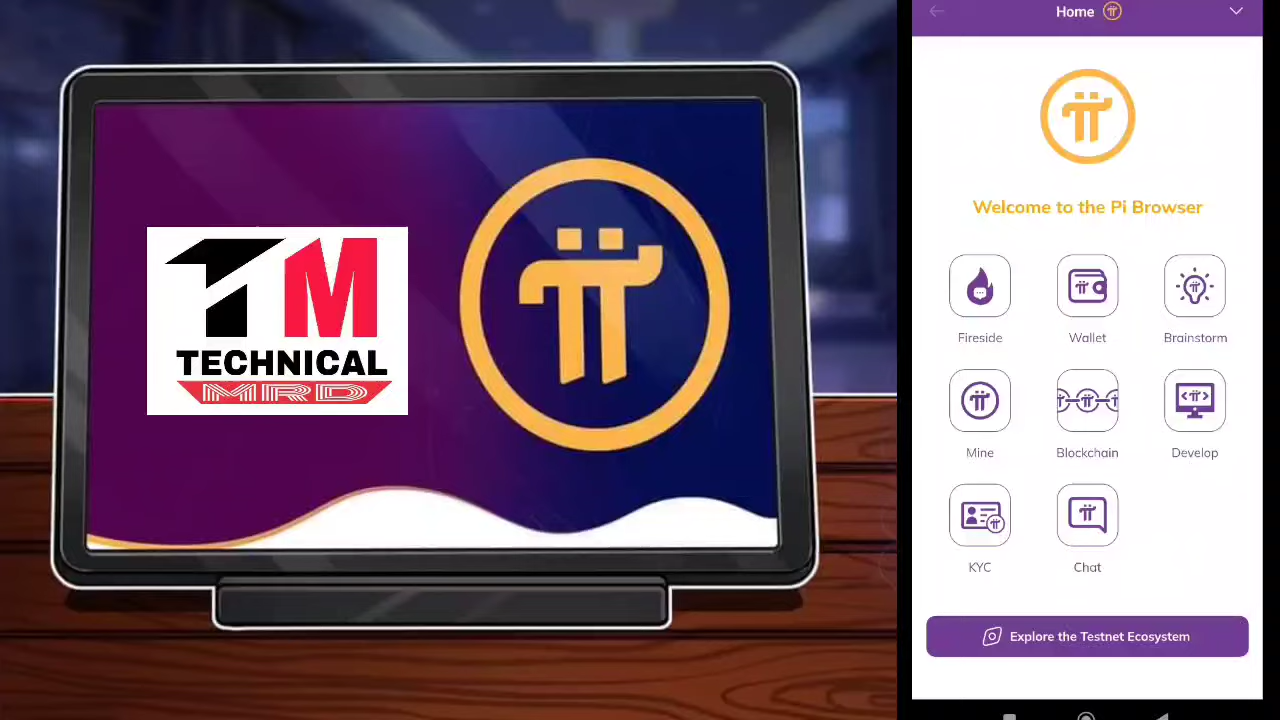 TM
TECHNICAL
MRD
Home
Welcome to the Pi Browser
Fireside
Wallet
Brainstorm
Mine
Blockchain
Develop
KYC
Chat
Explore the Testnet Ecosystem